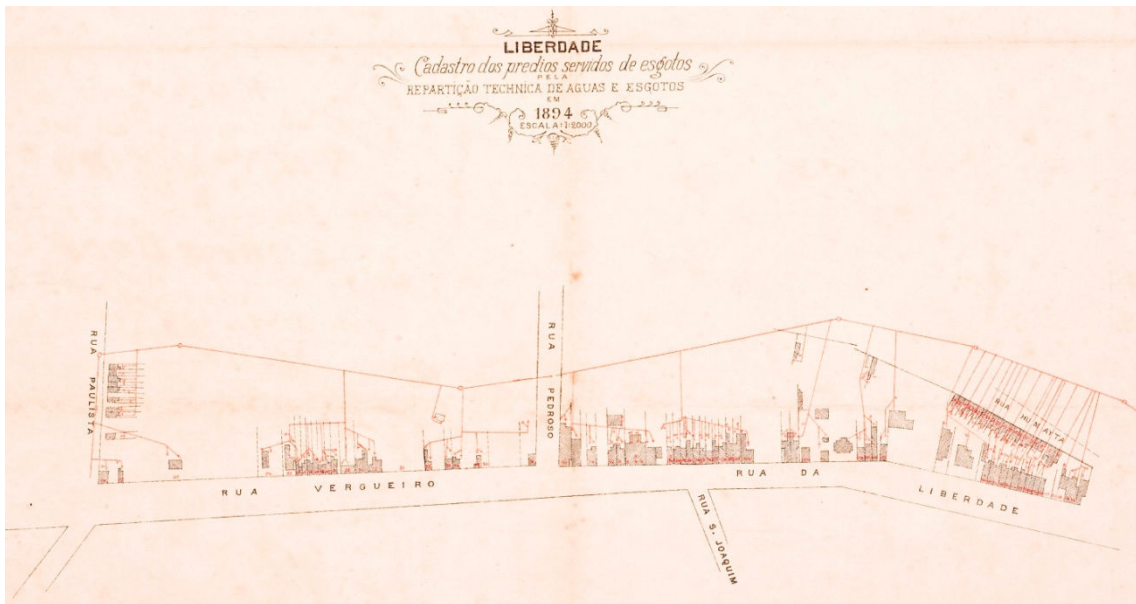 LIBERDADE
Cadastro dos predios servidos de esgotos
PELA
REPARTIÇÃO TECHNICA DE AGUAS E ESGOTOS
EM
1894
ESCALA 1:2000
RUA PAULISTA
RUA PEDROSO
RUA VERGUEIRO
RUA DA LIBERDADE
RUA S. JOAQUIM
RUA